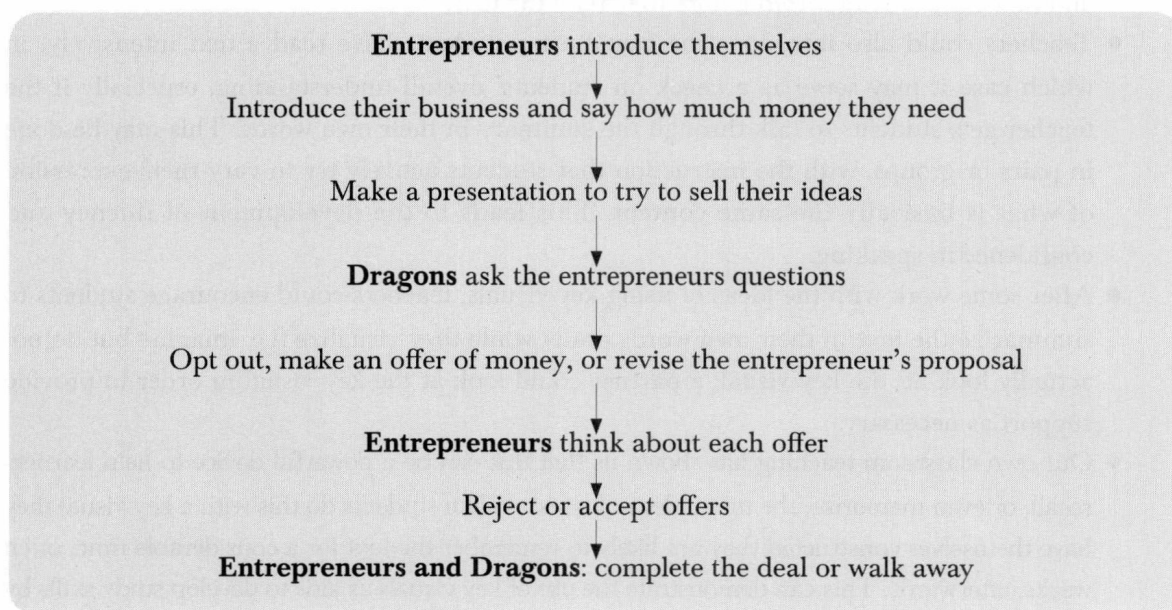 Entrepreneurs introduce themselves
Introduce their business and say how much money they need
Make a presentation to try to sell their ideas
Dragons ask the entrepreneurs questions
Opt out, make an offer of money, or revise the entrepreneur's proposal
Entrepreneurs think about each offer
Reject or accept offers
Entrepreneurs and Dragons: complete the deal or walk away